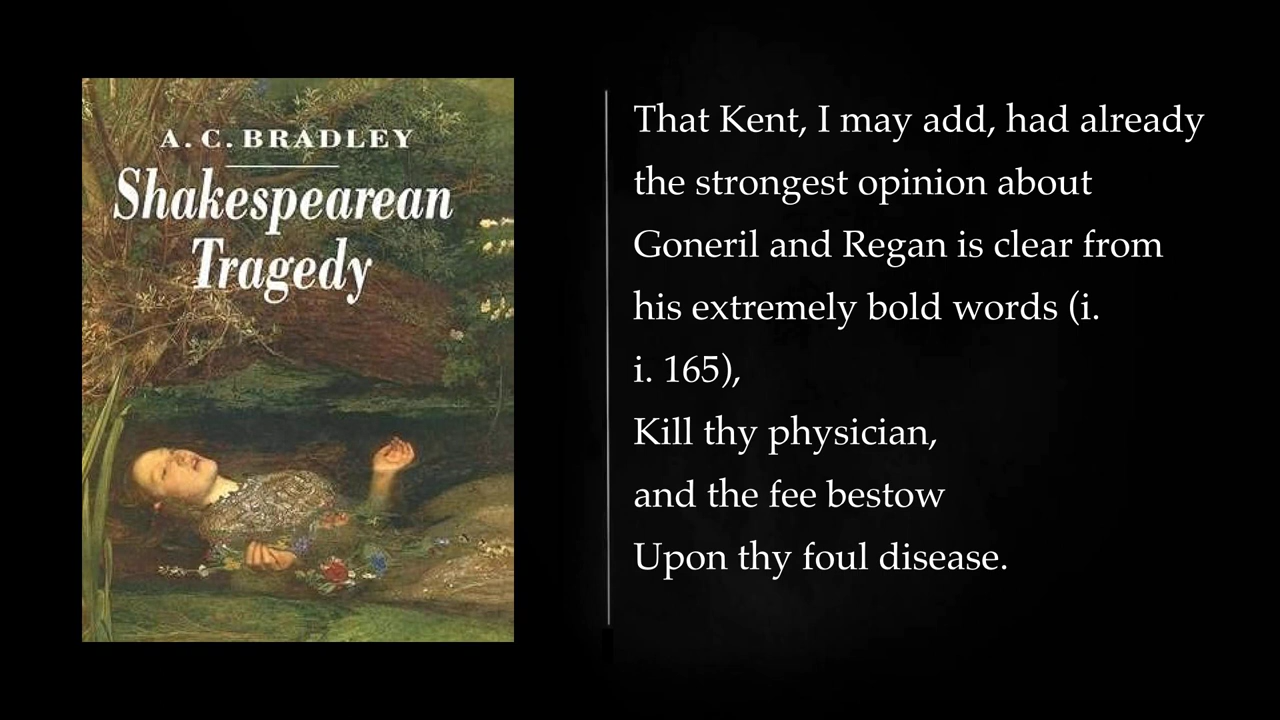 A. C. BRADLEY
Shakespearean
Tragedy
That Kent, I may add, had already
the strongest opinion about
Goneril and Regan is clear from
his extremely bold words (i.
i. 165),
Kill thy physician,
and the fee bestow
Upon thy foul disease.